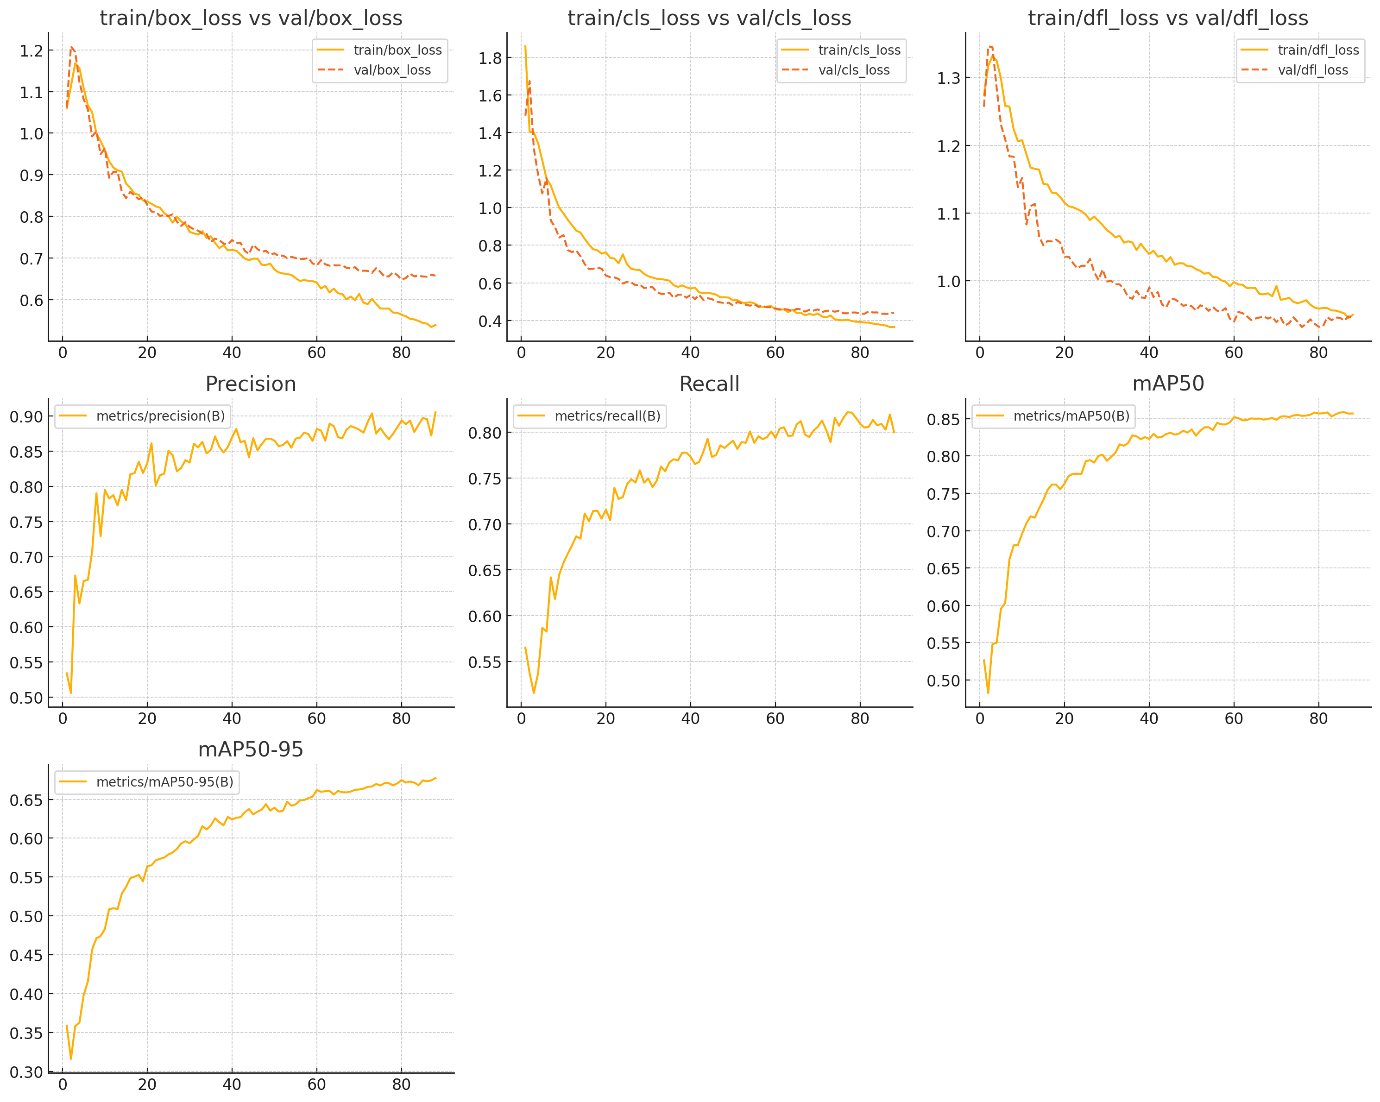 train/box_loss vs val/box_loss
train/box_loss
val/box_loss
1.2
1.1
1.0
0.9
0.8
0.7
0.6
0 20 40 60 80
train/cls_loss vs val/cls_loss
train/cls_loss
val/cls_loss
1.8
1.6
1.4
1.2
1.0
0.8
0.6
0.4
0 20 40 60 80
train/dfl_loss vs val/dfl_loss
train/dfl_loss
val/dfl_loss
1.3
1.2
1.1
1.0
0 20 40 60 80
Precision
metrics/precision(B)
0.90
0.85
0.80
0.75
0.70
0.65
0.60
0.55
0.50
0 20 40 60 80
Recall
metrics/recall(B)
0.80
0.75
0.70
0.65
0.60
0.55
0 20 40 60 80
mAP50
metrics/mAP50(B)
0.85
0.80
0.75
0.70
0.65
0.60
0.55
0.50
0 20 40 60 80
mAP50-95
metrics/mAP50-95(B)
0.65
0.60
0.55
0.50
0.45
0.40
0.35
0.30
0 20 40 60 80